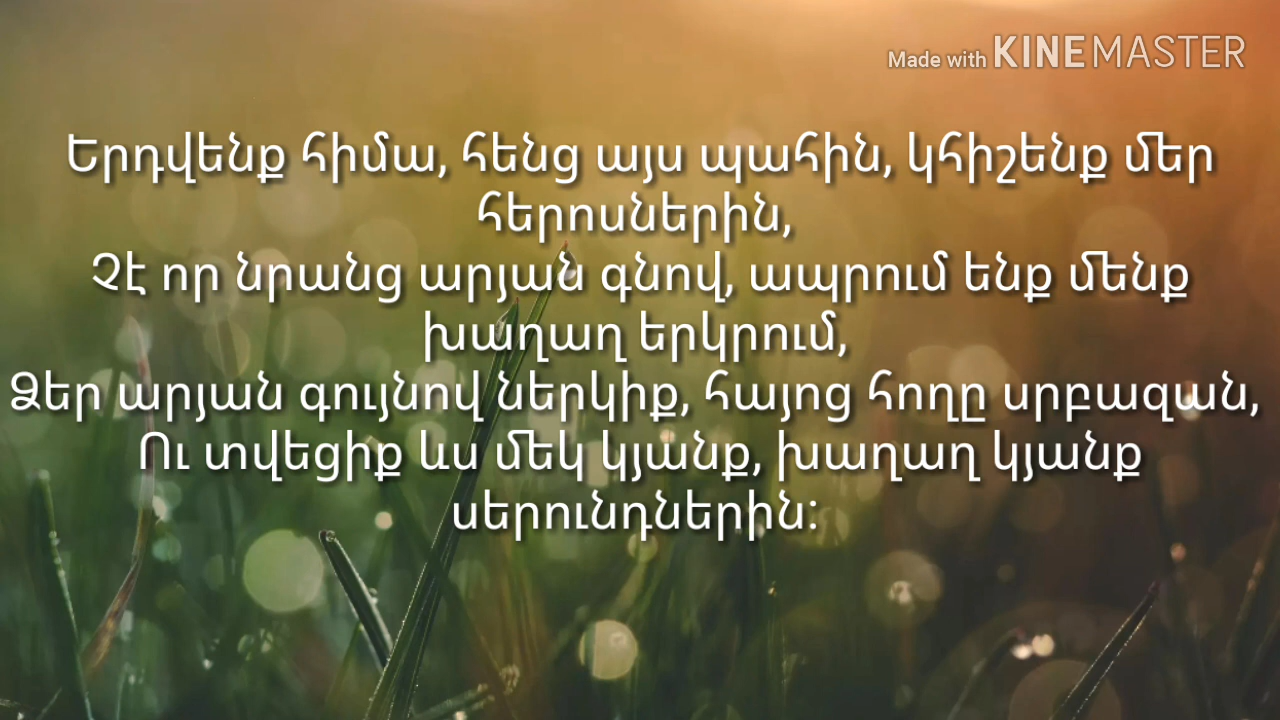 Made with KINEMASTER
Երդվենք հիմա, հենց այս պահին, կհիշենք մեր
հերոսներին,
Չէ որ նրանց արյան գնով, ապրում ենք մենք
խաղաղ երկրում,
Ձեր արյան գույնով ներկիք, հայոց հողը սրբազան,
Ու տվեցիք ևս մեկ կյանք, խաղաղ կյանք
սերունդներին: